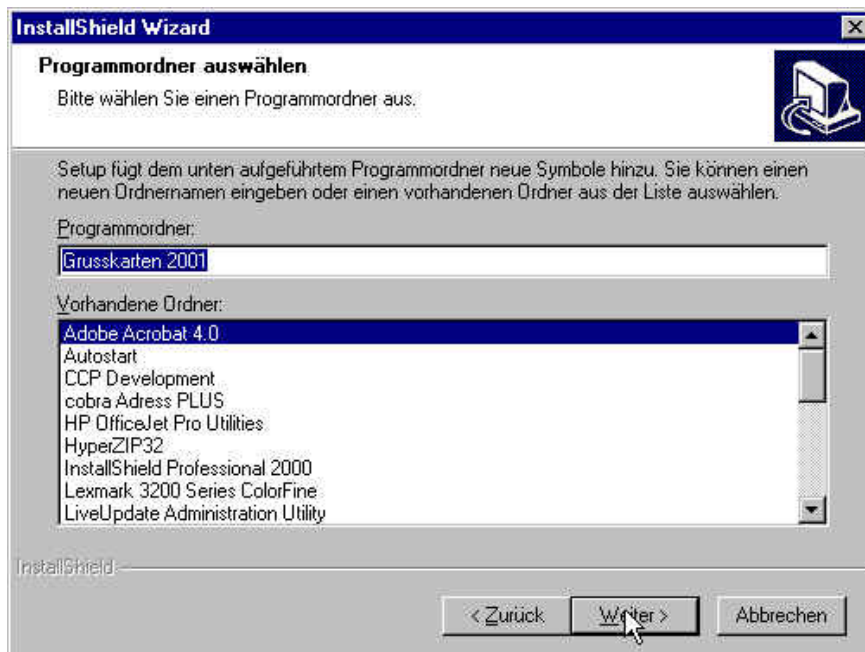 InstallShield Wizard
Programmordner auswählen
Bitte wählen Sie einen Programmordner aus.
Setup fügt dem unten aufgeführtem Programmordner neue Symbole hinzu. Sie können einen
neuen Ordnernamen eingeben oder einen vorhandenen Ordner aus der Liste auswählen.
Programmordner:
Grusskarten 2001
Vorhandene Ordner:
Adobe Acrobat 4.0
Autostart
CCP Development
cobra Adress PLUS
HP OfficeJet Pro Utilities
HyperZIP32
InstallShield Professional 2000
Lexmark 3200 Series ColorFine
LiveUpdate Administration Utility
InstallShield
< Zurück Weiter > Abbrechen